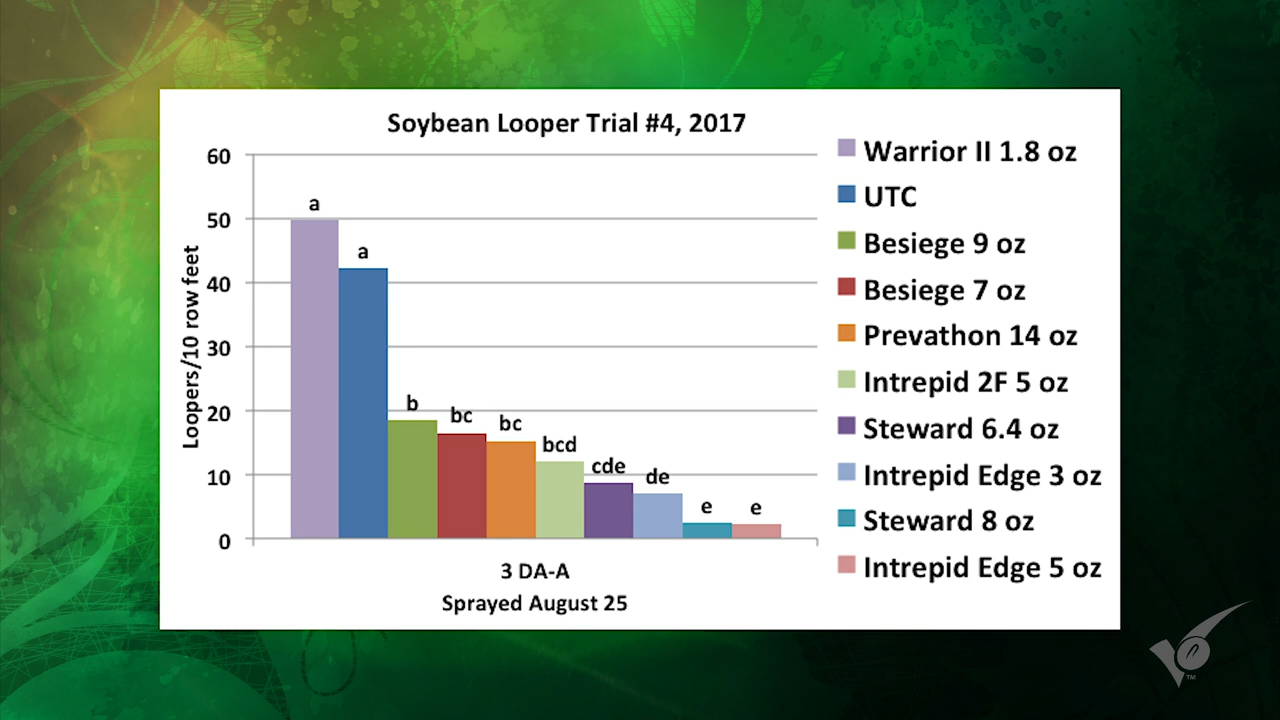 Soybean Looper Trial #4, 2017
Loopers/10 row feet
60
50
40
30
20
10
0
a
a
b
bc
bc
bcd
cde
de
e
e
3 DA-A
Sprayed August 25
Warrior II 1.8 oz
UTC
Besiege 9 oz
Besiege 7 oz
Prevathon 14 oz
Intrepid 2F 5 oz
Steward 6.4 oz
Intrepid Edge 3 oz
Steward 8 oz
Intrepid Edge 5 oz
TM